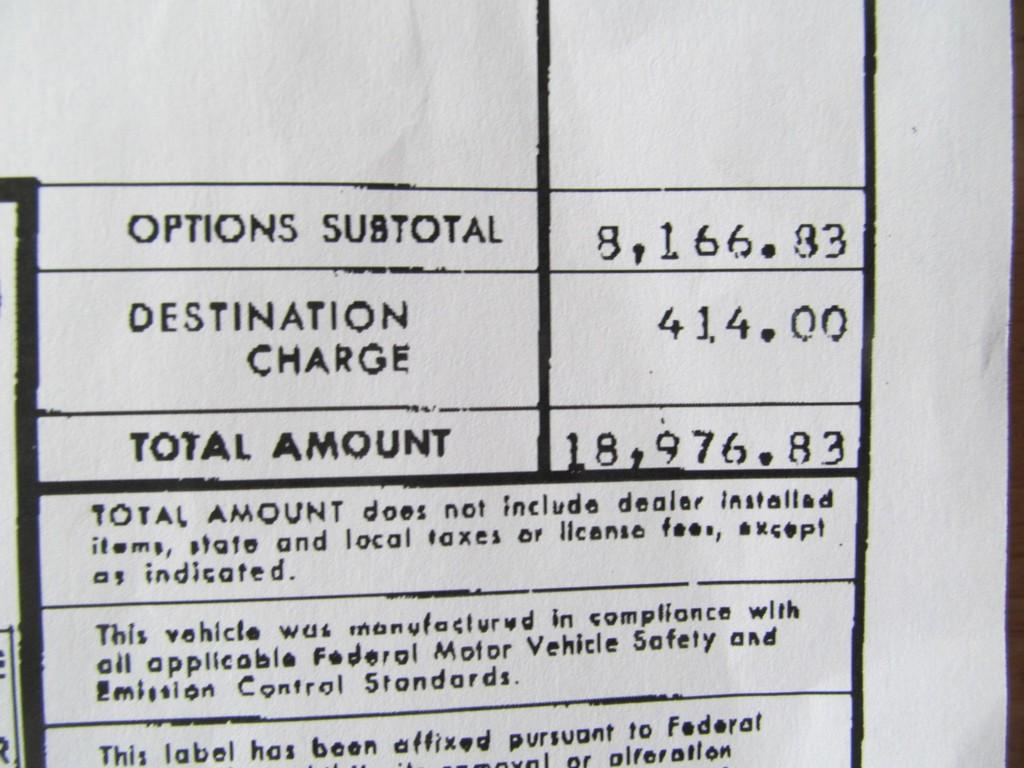 OPTIONS SUBTOTAL 8,166.83
DESTINATION 414.00
CHARGE
TOTAL AMOUNT 18,976.83
TOTAL AMOUNT does not include dealer installed
items, state and local taxes or license fees, except
as indicated.
This vehicle was manufactured in compliance with
all applicable Federal Motor Vehicle Safety and
Emission Control Standards.
This label has been affixed pursuant to Federal
removal or alteration